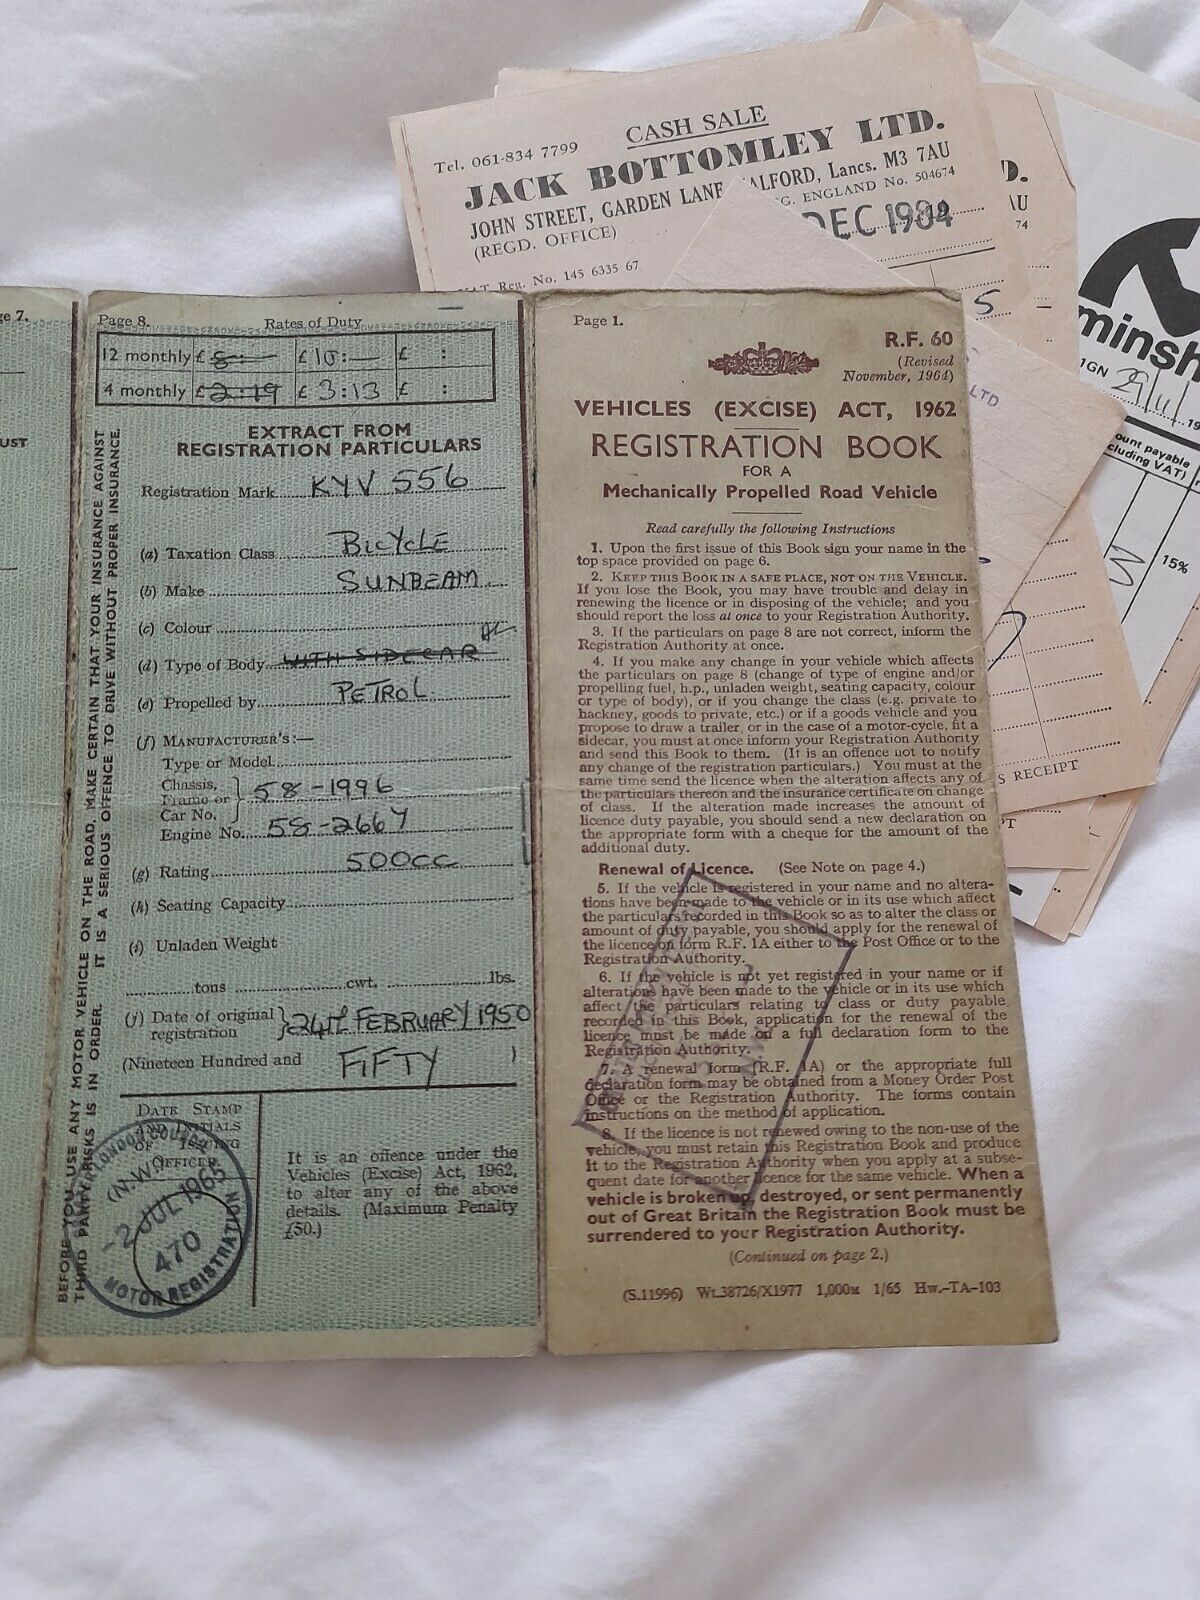 CASH SALE
Tel. 061-834 7799
JACK BOTTOMLEY LTD.
JOHN STREET, GARDEN LANE, ALFORD, Lancs. M3 7AU
(REGD. OFFICE)
G. ENGLAND No. 504674
DEC 1984
VAT. Reg. No. 145 6335 67
D.
AU
74
5
minsh
IGN 29/11/ 19
LTD
ount payable
cluding VAT)
15%
S RECEIPT
PT
ge 7.
UST
Page 8.
Rates of Duty
12 monthly £ 8:— £ 10:— £ :
4 monthly £ 2:19 £ 3:13 £ :
EXTRACT FROM
REGISTRATION PARTICULARS
Registration Mark KYV 556
(a) Taxation Class BICYCLE
(b) Make SUNBEAM
(c) Colour
(d) Type of Body WITH SIDECAR
(e) Propelled by PETROL
(f) MANUFACTURER'S:—
Type or Model
Chassis,
Frame or
Car No. } S8-1996
Engine No. S8-2667
(g) Rating 500CC
(h) Seating Capacity
(i) Unladen Weight
tons cwt. lbs.
(j) Date of original
registration } 24TH FEBRUARY 1950
(Nineteen Hundred and FIFTY )
DATE STAMP
AND INITIALS
OF ISSUING
OFFICER
LONDON COUNCIL
(N.W.)
-2 JUL 1965
470
MOTOR REGISTRATION
It is an offence under the
Vehicles (Excise) Act, 1962,
to alter any of the above
details. (Maximum Penalty
£50.)
BEFORE YOU USE ANY MOTOR VEHICLE ON THE ROAD, MAKE CERTAIN THAT YOUR INSURANCE AGAINST
THIRD PARTY RISKS IS IN ORDER. IT IS A SERIOUS OFFENCE TO DRIVE WITHOUT PROPER INSURANCE.
Page 1.
R.F. 60
(Revised
November, 1964)
VEHICLES (EXCISE) ACT, 1962
REGISTRATION BOOK
FOR A
Mechanically Propelled Road Vehicle
Read carefully the following Instructions
1. Upon the first issue of this Book sign your name in the
top space provided on page 6.
2. KEEP THIS BOOK IN A SAFE PLACE, NOT ON THE VEHICLE.
If you lose the Book, you may have trouble and delay in
renewing the licence or in disposing of the vehicle; and you
should report the loss at once to your Registration Authority.
3. If the particulars on page 8 are not correct, inform the
Registration Authority at once.
4. If you make any change in your vehicle which affects
the particulars on page 8 (change of type of engine and/or
propelling fuel, h.p., unladen weight, seating capacity, colour
or type of body), or if you change the class (e.g. private to
hackney, goods to private, etc.) or if a goods vehicle and you
propose to draw a trailer, or in the case of a motor-cycle, fit a
sidecar, you must at once inform your Registration Authority
and send this Book to them. (It is an offence not to notify
any change of the registration particulars.) You must at the
same time send the licence when the alteration affects any of
the particulars thereon and the insurance certificate on change
of class. If the alteration made increases the amount of
licence duty payable, you should send a new declaration on
the appropriate form with a cheque for the amount of the
additional duty.
Renewal of Licence. (See Note on page 4.)
5. If the vehicle is registered in your name and no altera-
tions have been made to the vehicle or in its use which affect
the particulars recorded in this Book so as to alter the class or
amount of duty payable, you should apply for the renewal of
the licence on form R.F. 1A either to the Post Office or to the
Registration Authority.
6. If the vehicle is not yet registered in your name or if
alterations have been made to the vehicle or in its use which
affect the particulars relating to class or duty payable
recorded in this Book, application for the renewal of the
licence must be made on a full declaration form to the
Registration Authority.
7. A renewal form (R.F. 1A) or the appropriate full
declaration form may be obtained from a Money Order Post
Office or the Registration Authority. The forms contain
instructions on the method of application.
8. If the licence is not renewed owing to the non-use of the
vehicle, you must retain this Registration Book and produce
it to the Registration Authority when you apply at a subse-
quent date for another licence for the same vehicle. When a
vehicle is broken up, destroyed, or sent permanently
out of Great Britain the Registration Book must be
surrendered to your Registration Authority.
(Continued on page 2.)
(S.11996) Wt.38726/X1977 1,000M 1/65 Hw.-TA-103